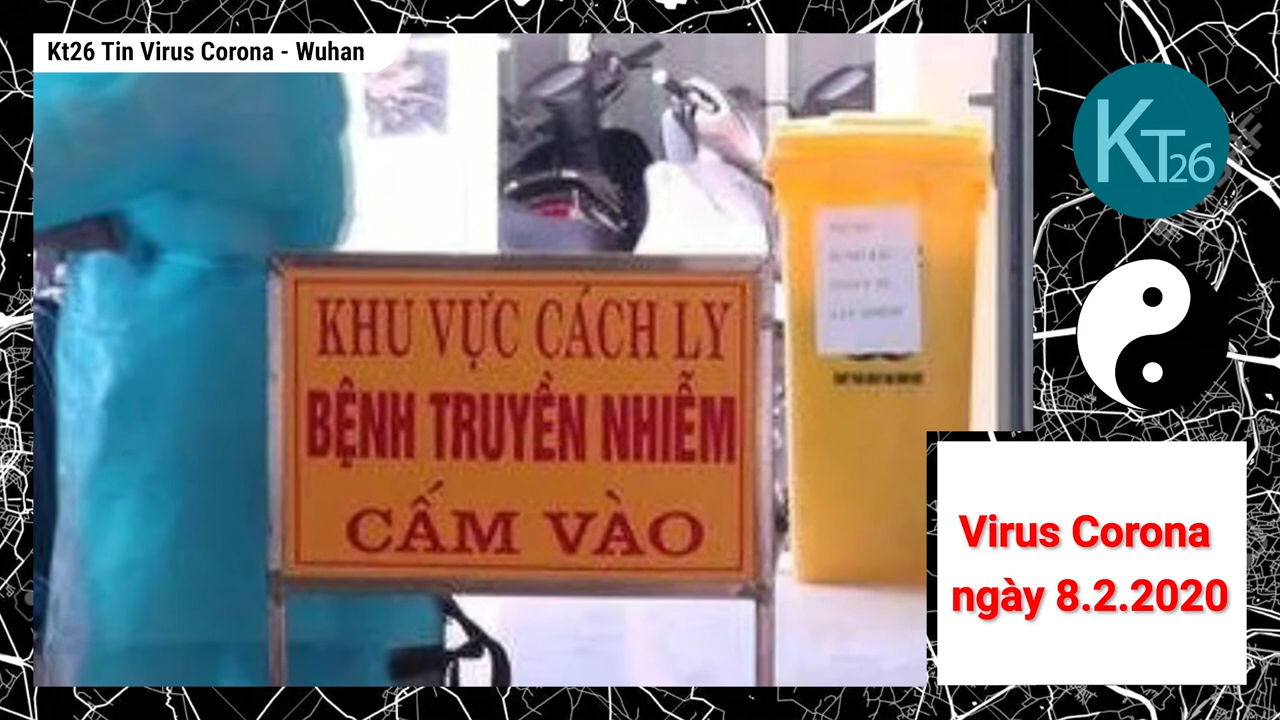 Kt26 Tin Virus Corona - Wuhan
KT26
KHU VỰC CÁCH LY
BỆNH TRUYỀN NHIỄM
CẤM VÀO
Virus Corona
ngày 8.2.2020